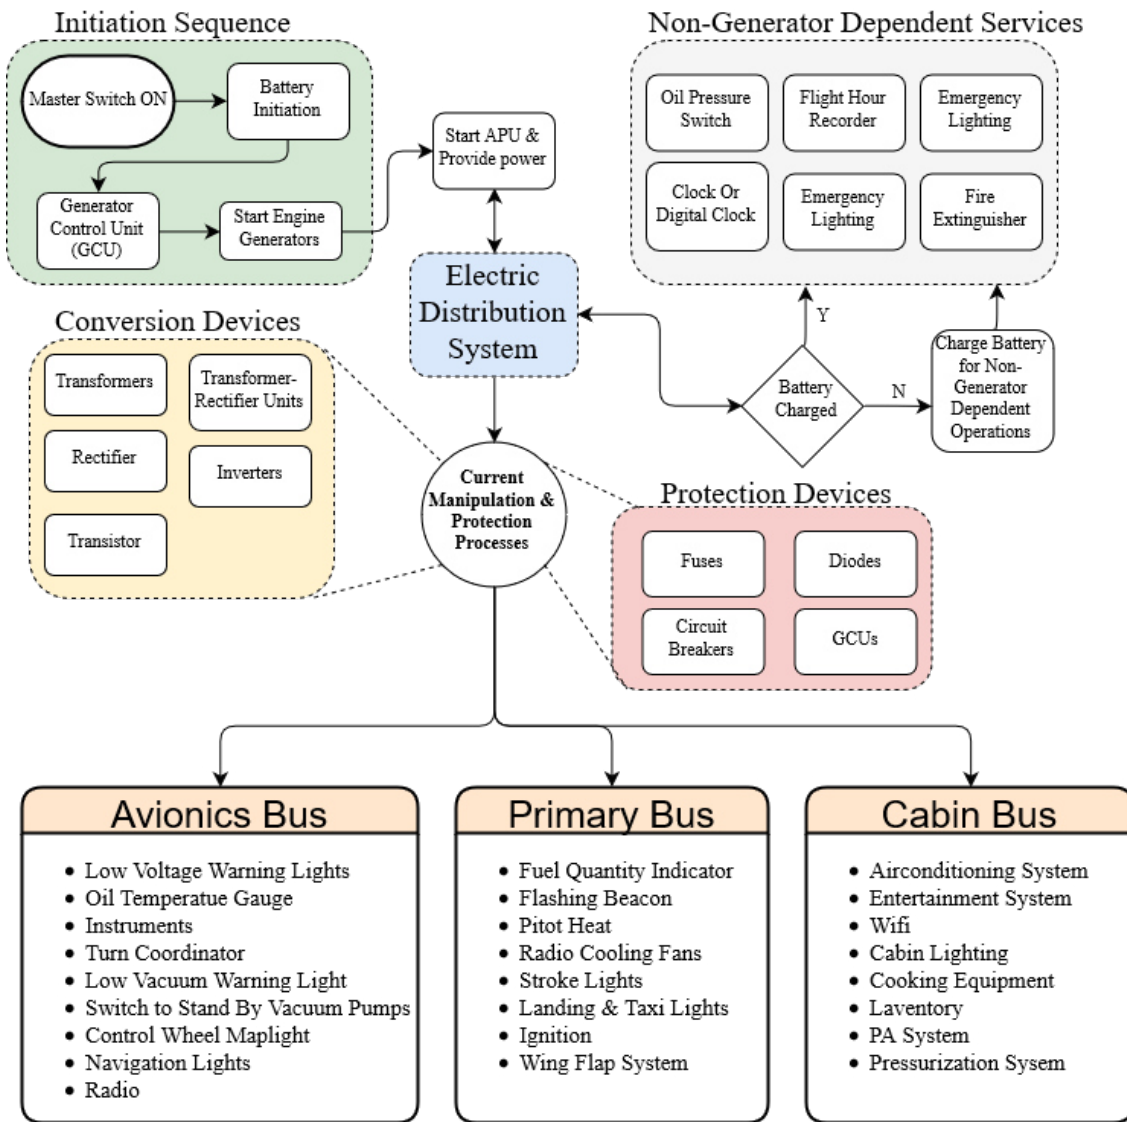 Initiation Sequence
Master Switch ON
Battery
Initiation
Generator
Control Unit
(GCU)
Start Engine
Generators
Start APU &
Provide power
Non-Generator Dependent Services
Oil Pressure
Switch
Flight Hour
Recorder
Emergency
Lighting
Clock Or
Digital Clock
Emergency
Lighting
Fire
Extinguisher
Electric
Distribution
System
Y
Battery
Charged
N
Charge Battery
for Non-
Generator
Dependent
Operations
Conversion Devices
Transformers
Transformer-
Rectifier Units
Rectifier
Inverters
Transistor
Current
Manipulation &
Protection
Processes
Protection Devices
Fuses
Diodes
Circuit
Breakers
GCUs
Avionics Bus
Low Voltage Warning Lights
Oil Temperatue Gauge
Instruments
Turn Coordinator
Low Vacuum Warning Light
Switch to Stand By Vacuum Pumps
Control Wheel Maplight
Navigation Lights
Radio
Primary Bus
Fuel Quantity Indicator
Flashing Beacon
Pitot Heat
Radio Cooling Fans
Stroke Lights
Landing & Taxi Lights
Ignition
Wing Flap System
Cabin Bus
Airconditioning System
Entertainment System
Wifi
Cabin Lighting
Cooking Equipment
Laventory
PA System
Pressurization Sysem